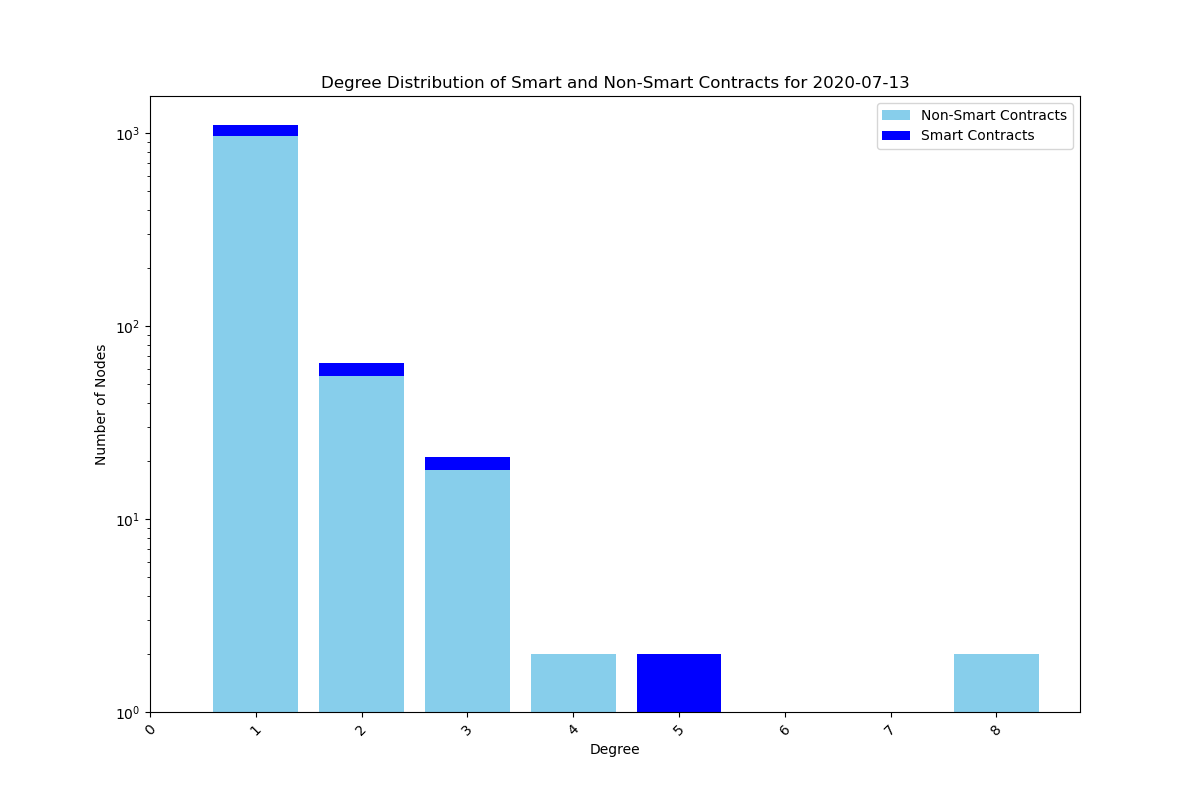 Degree Distribution of Smart and Non-Smart Contracts for 2020-07-13
Non-Smart Contracts
Smart Contracts
Number of Nodes
10³
10²
10¹
10⁰
0
1
2
3
4
5
6
7
8
Degree